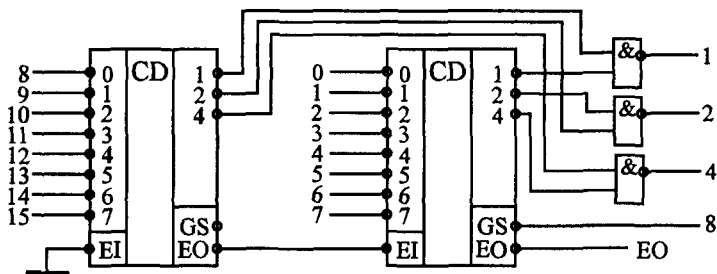 CD CD
& 1
8 0 1 0 0 1
9 1 2 1 1 2
10 2 4 2 2 4 & 2
11 3 3 3
12 4 4 4 & 4
13 5 5 5
14 6 6 6
15 7 7 7
GS GS 8
EI EO EI EO EO